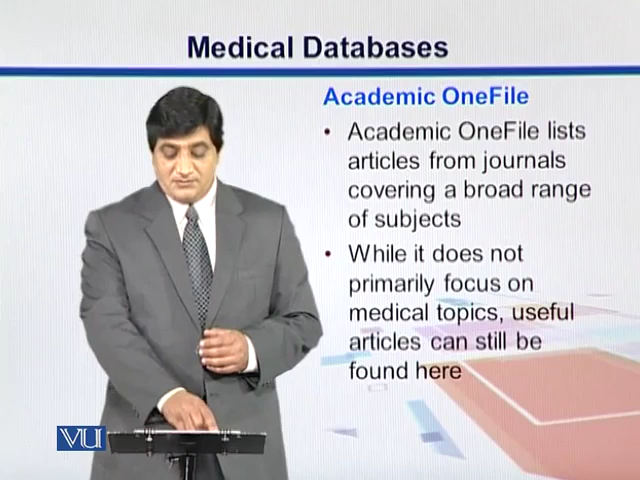 Medical Databases
Academic OneFile
• Academic OneFile lists
articles from journals
covering a broad range
of subjects
• While it does not
primarily focus on
medical topics, useful
articles can still be
found here
VU